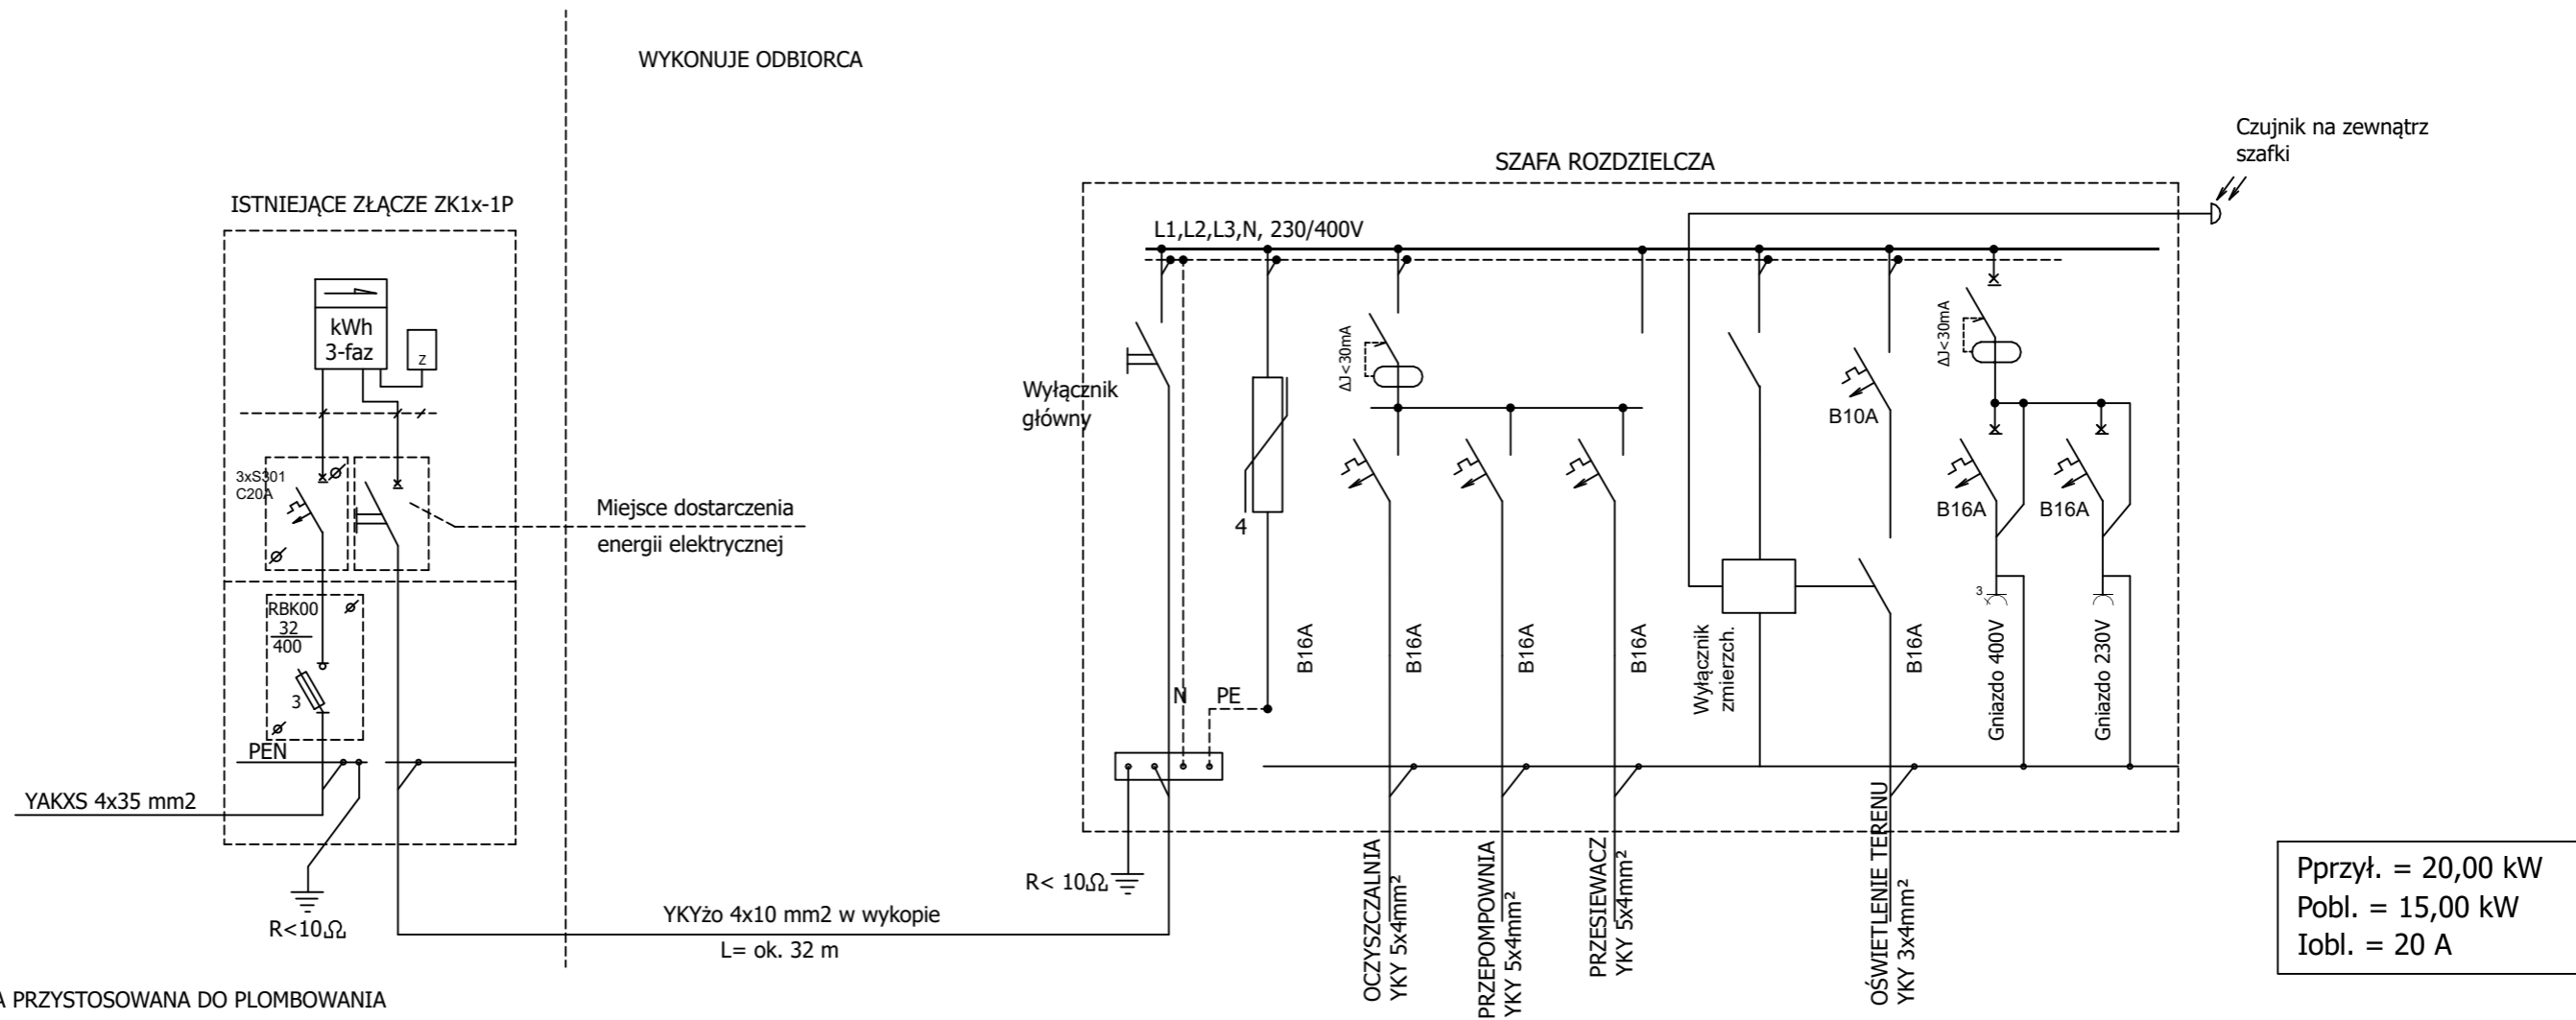 WYKONUJE ODBIORCA
Czujnik na zewnątrz
szafki
SZAFA ROZDZIELCZA
ISTNIEJĄCE ZŁĄCZE ZK1x-1P
L1,L2,L3,N, 230/400V
kWh
3-faz
z
3xS301
C20A
Miejsce dostarczenia
energii elektrycznej
RBK00
32
400
3
PEN
YAKXS 4x35 mm2
R<10Ω
YKYżo 4x10 mm2 w wykopie
L= ok. 32 m
A PRZYSTOSOWANA DO PLOMBOWANIA
Wyłącznik
główny
4
N
PE
R< 10Ω
ΔJ<30mA
B16A
B16A
B16A
B16A
Wyłącznik
zmierzch.
B10A
B16A
ΔJ<30mA
B16A
B16A
3
Gniazdo 400V
Gniazdo 230V
OCZYSZCZALNIA
YKY 5x4mm²
PRZEPOMPOWNIA
YKY 5x4mm²
PRZESIEWACZ
YKY 5x4mm²
OŚWIETLENIE TERENU
YKY 3x4mm²
Pprzył. = 20,00 kW
Pobl. = 15,00 kW
Iobl. = 20 A